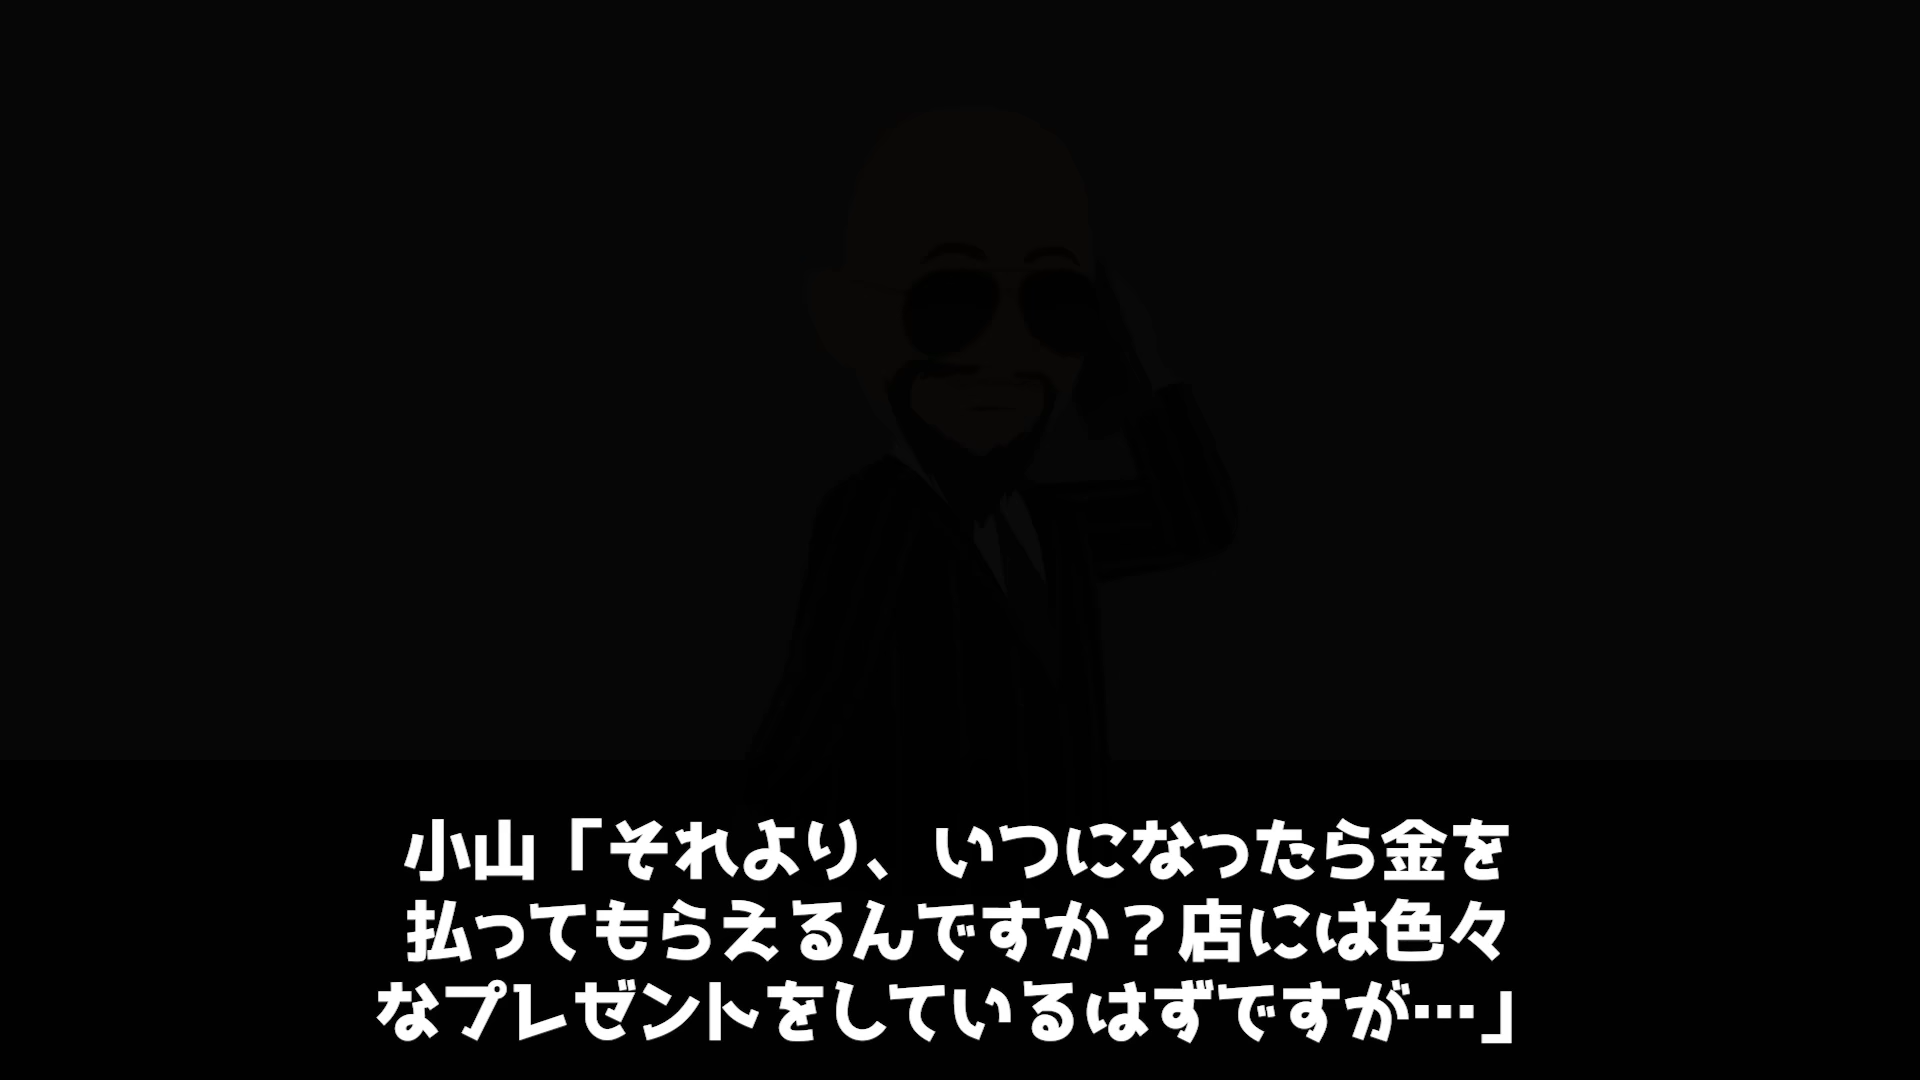 小山「それより、いつになったら金を
払ってもらえるんですか？店には色々
なプレゼントをしているはずですが…」